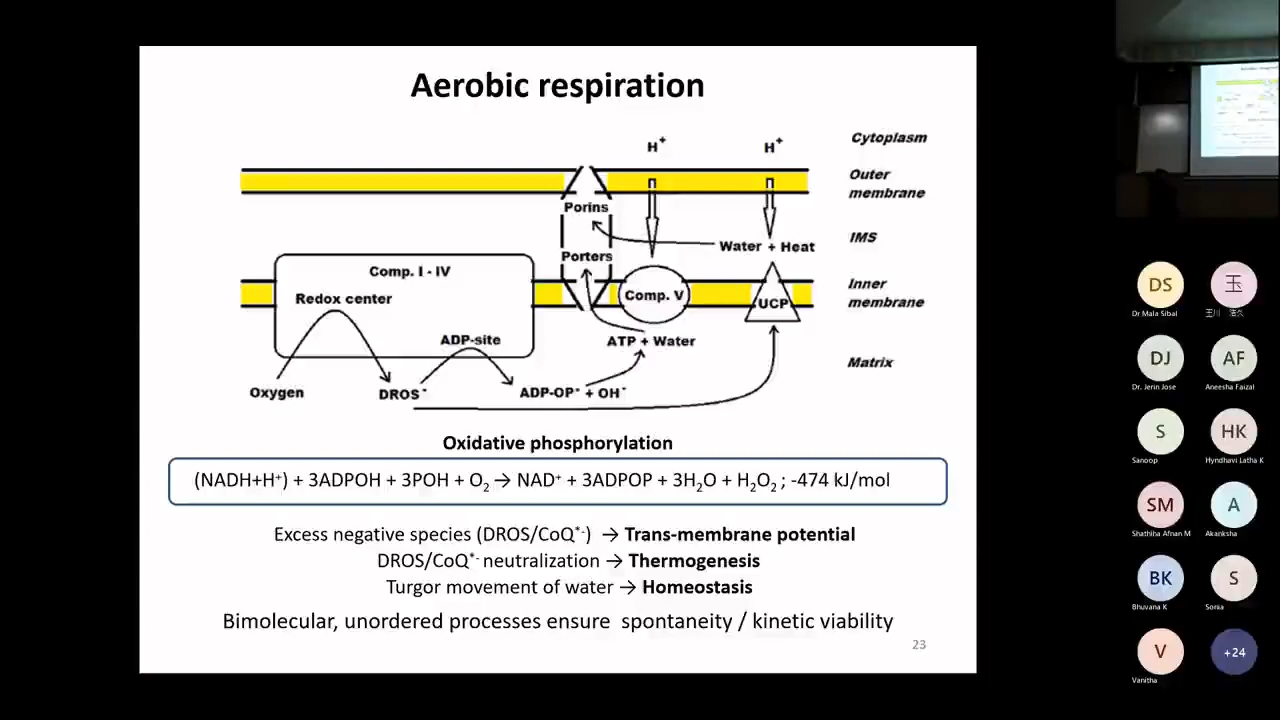 Aerobic respiration
H+
H+
Cytoplasm
Outer
membrane
Porins
IMS
Water + Heat
Porters
Comp. I - IV
Inner
membrane
Redox center
Comp. V
UCP
ADP-site
ATP + Water
Matrix
Oxygen
DROS*
ADP-OP* + OH*
Oxidative phosphorylation
(NADH+H+) + 3ADPOH + 3POH + O2 → NAD+ + 3ADPOP + 3H2O + H2O2 ; -474 kJ/mol
Excess negative species (DROS/CoQ*-) → Trans-membrane potential
DROS/CoQ*- neutralization → Thermogenesis
Turgor movement of water → Homeostasis
Bimolecular, unordered processes ensure spontaneity / kinetic viability
23
DS
玉
Dr Mala Sibal
DJ
AF
Dr. Jerin Jose
Aneesha Faizal
S
HK
Sanoop
Hyndhavi Latha K
SM
A
Shathiha Afnan M
Akanksha
BK
S
Bhuvana K
Sonia
V
+24
Vanitha